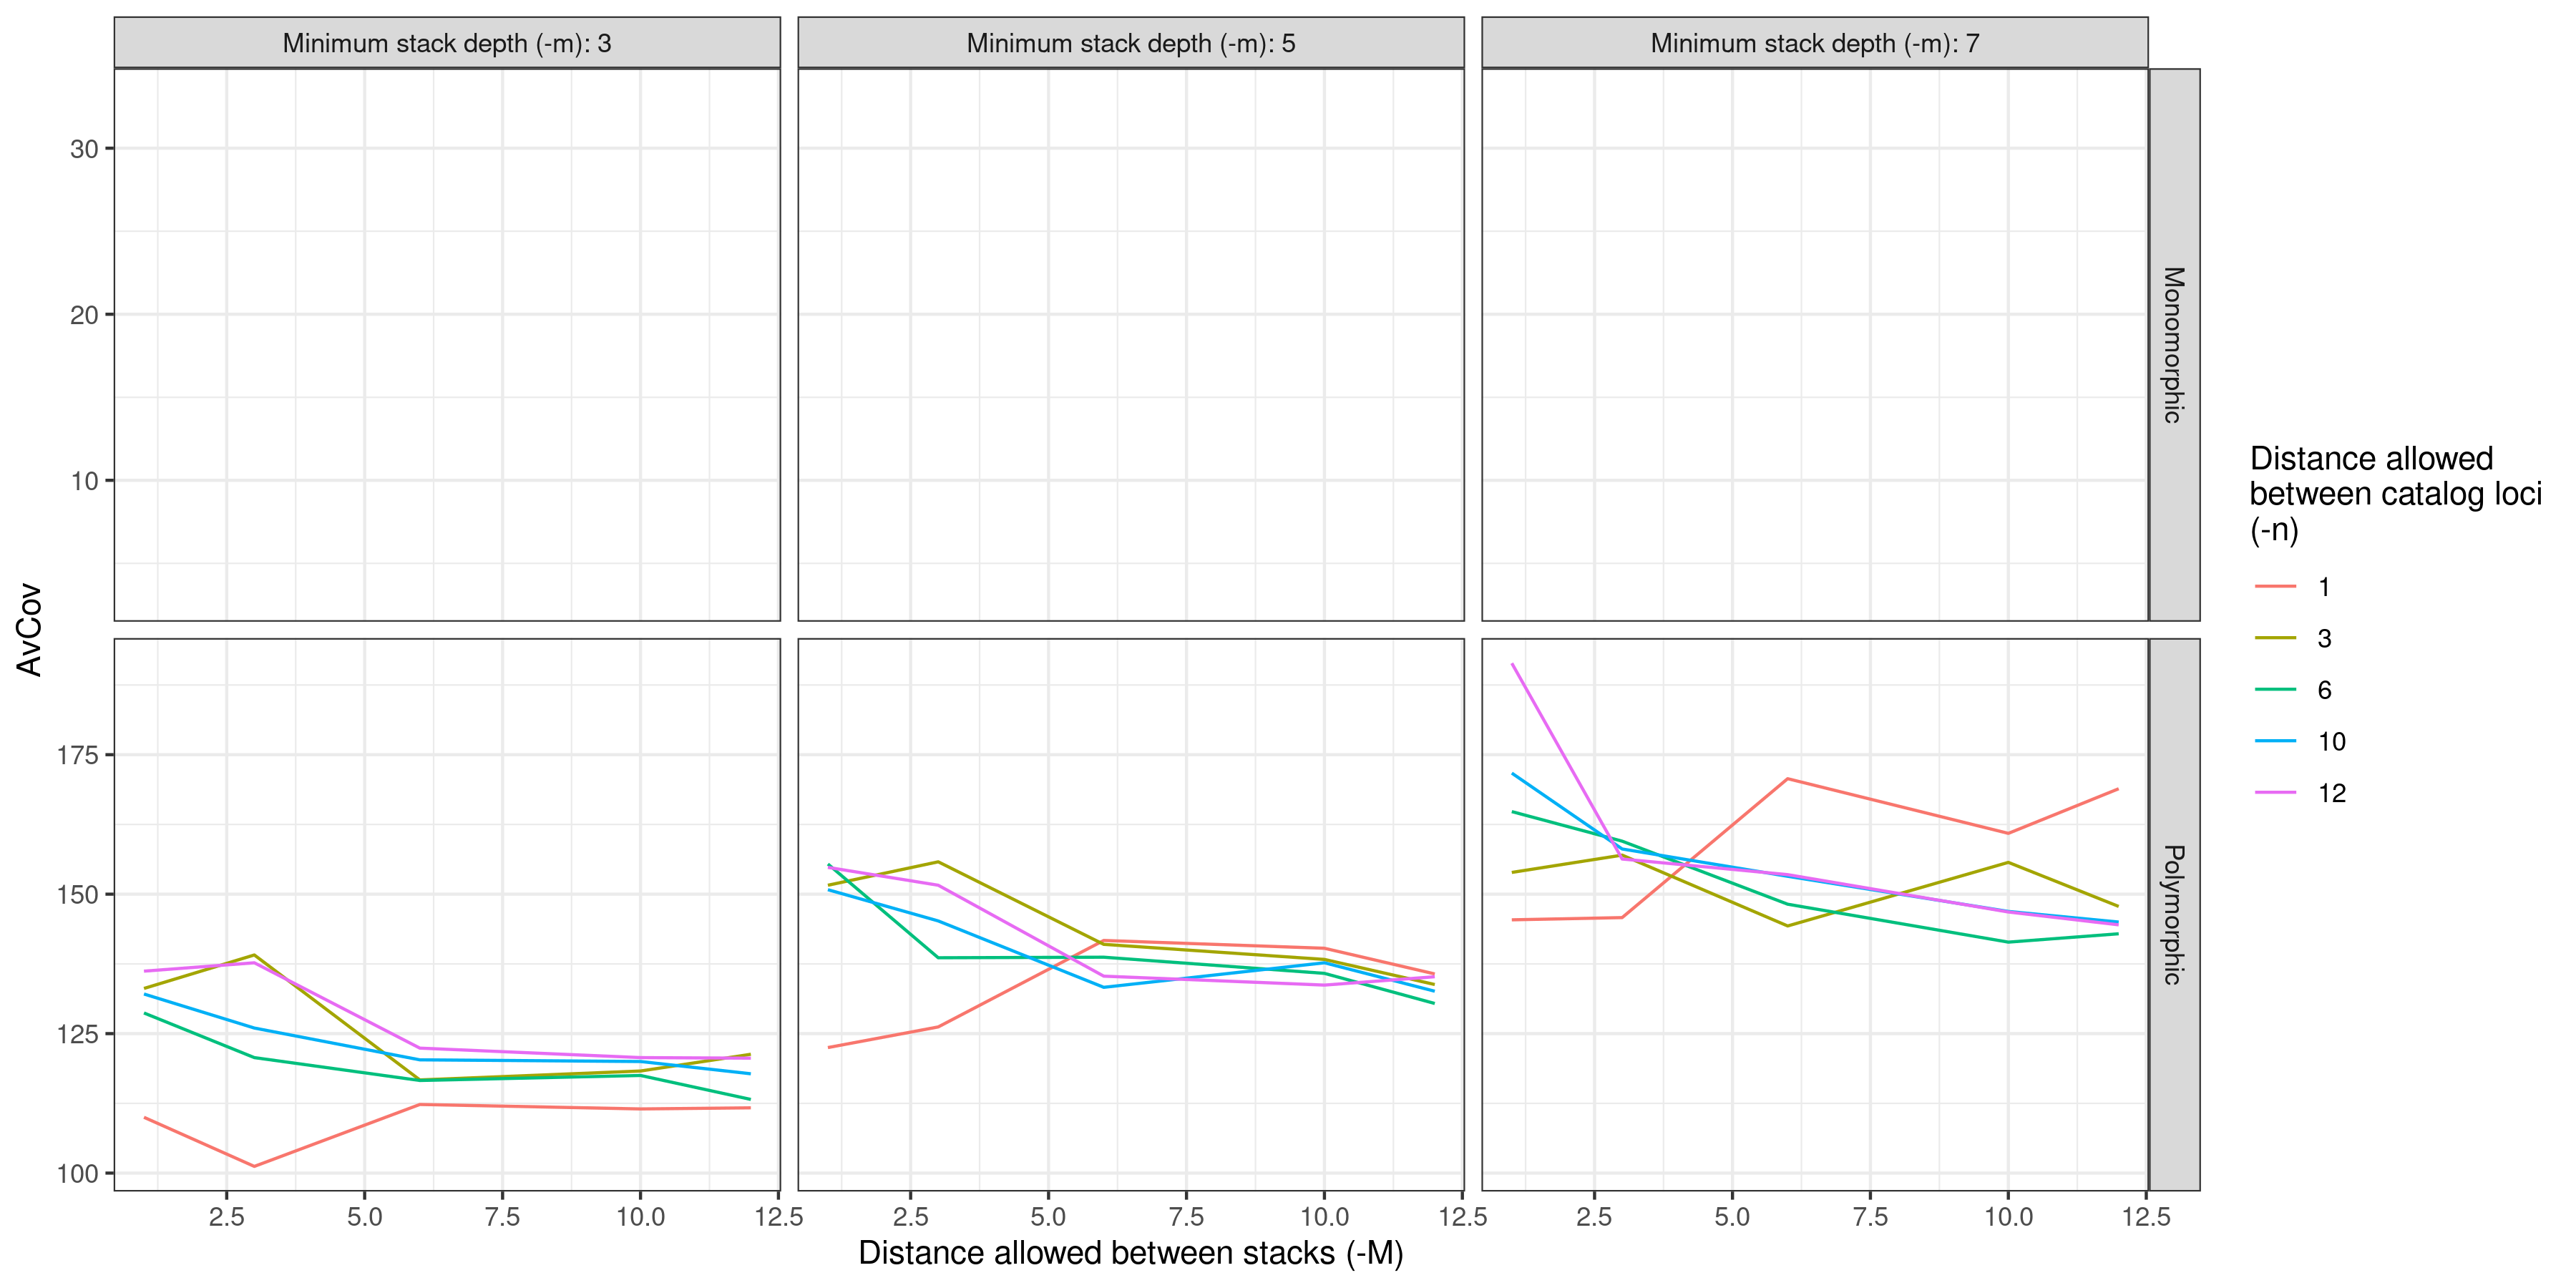 Minimum stack depth (-m): 3
Minimum stack depth (-m): 5
Minimum stack depth (-m): 7
30
20
10
Monomorphic
AvCov
175
150
125
100
Polymorphic
2.5 5.0 7.5 10.0 12.5
2.5 5.0 7.5 10.0 12.5
2.5 5.0 7.5 10.0 12.5
Distance allowed between stacks (-M)
Distance allowed
between catalog loci
(-n)
1
3
6
10
12